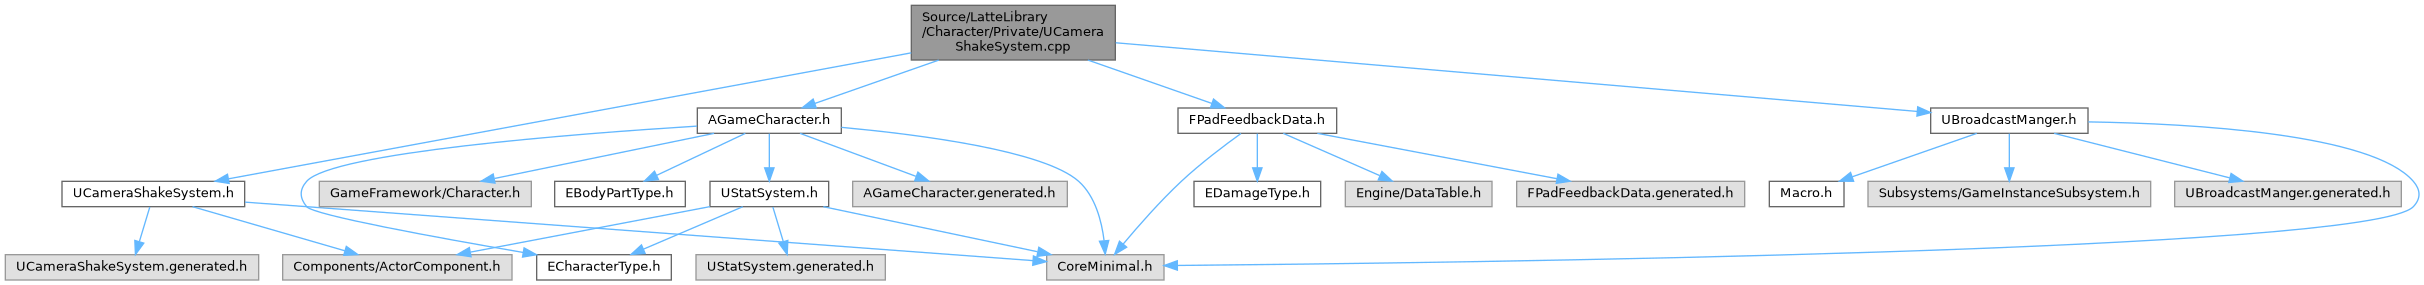 Source/LatteLibrary
/Character/Private/UCamera
ShakeSystem.cpp
AGameCharacter.h
FPadFeedbackData.h
UBroadcastManger.h
UCameraShakeSystem.h
GameFramework/Character.h
EBodyPartType.h
UStatSystem.h
AGameCharacter.generated.h
EDamageType.h
Engine/DataTable.h
FPadFeedbackData.generated.h
Macro.h
Subsystems/GameInstanceSubsystem.h
UBroadcastManger.generated.h
UCameraShakeSystem.generated.h
Components/ActorComponent.h
ECharacterType.h
UStatSystem.generated.h
CoreMinimal.h